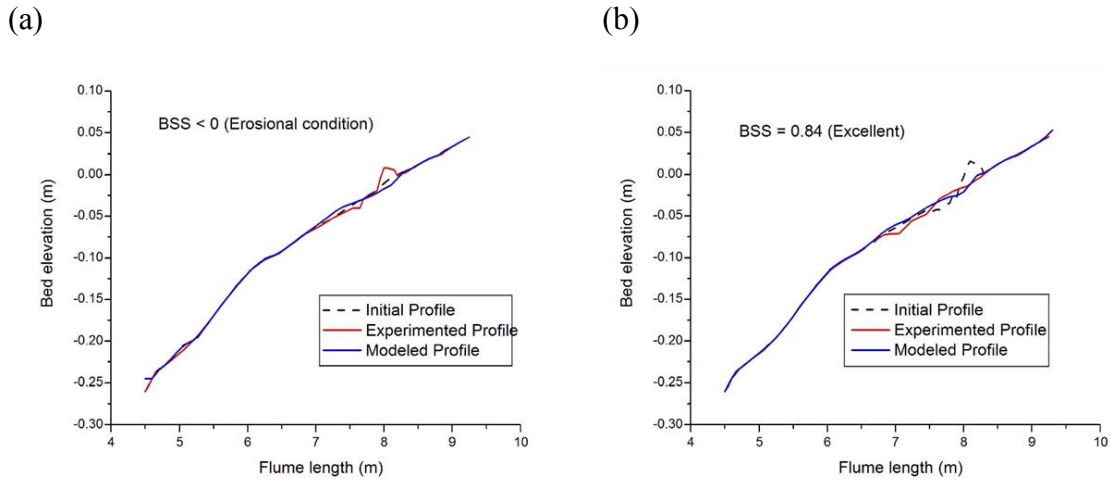 (a)
(b)
BSS < 0 (Erosional condition)
Bed elevation (m)
0.10
0.05
0.00
-0.05
-0.10
-0.15
-0.20
-0.25
-0.30
Initial Profile
Experimented Profile
Modeled Profile
4 5 6 7 8 9 10
Flume length (m)
BSS = 0.84 (Excellent)
Bed elevation (m)
0.10
0.05
0.00
-0.05
-0.10
-0.15
-0.20
-0.25
-0.30
Initial Profile
Experimented Profile
Modeled Profile
4 5 6 7 8 9 10
Flume length (m)